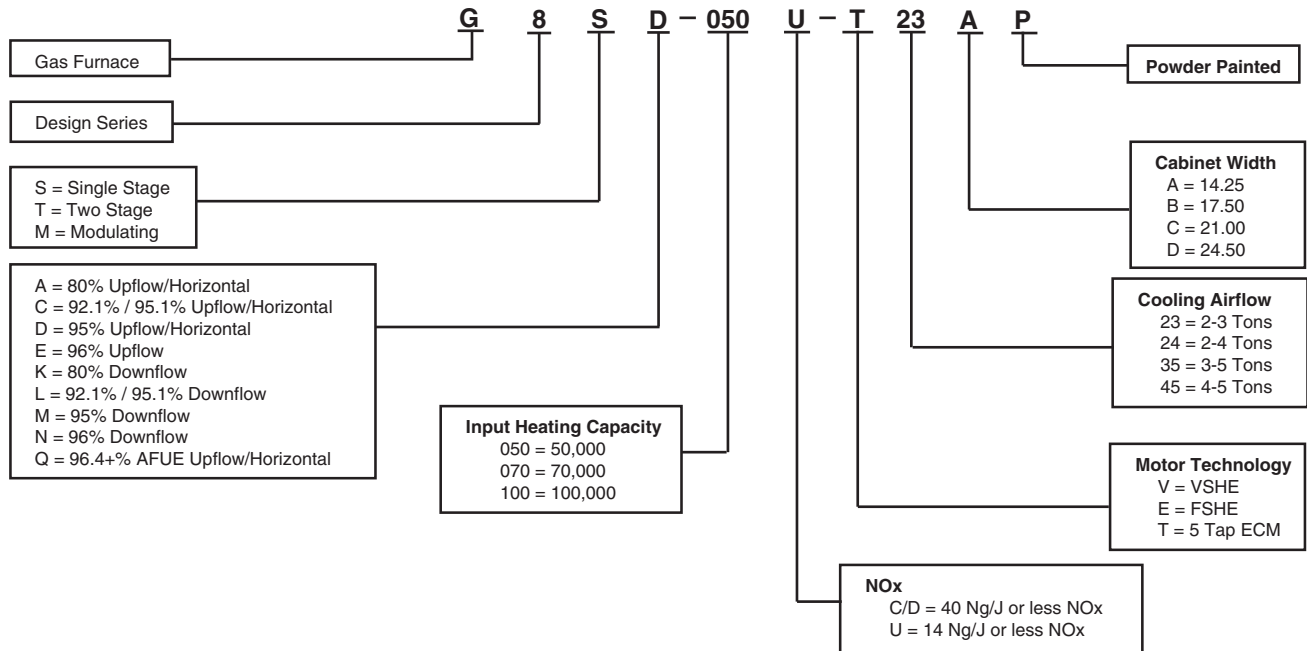 G 8 S D – 050 U – T 23 A P
Gas Furnace
Powder Painted
Design Series
S = Single Stage
T = Two Stage
M = Modulating
Cabinet Width
A = 14.25
B = 17.50
C = 21.00
D = 24.50
A = 80% Upflow/Horizontal
C = 92.1% / 95.1% Upflow/Horizontal
D = 95% Upflow/Horizontal
E = 96% Upflow
K = 80% Downflow
L = 92.1% / 95.1% Downflow
M = 95% Downflow
N = 96% Downflow
Q = 96.4+% AFUE Upflow/Horizontal
Cooling Airflow
23 = 2-3 Tons
24 = 2-4 Tons
35 = 3-5 Tons
45 = 4-5 Tons
Input Heating Capacity
050 = 50,000
070 = 70,000
100 = 100,000
Motor Technology
V = VSHE
E = FSHE
T = 5 Tap ECM
NOx
C/D = 40 Ng/J or less NOx
U = 14 Ng/J or less NOx